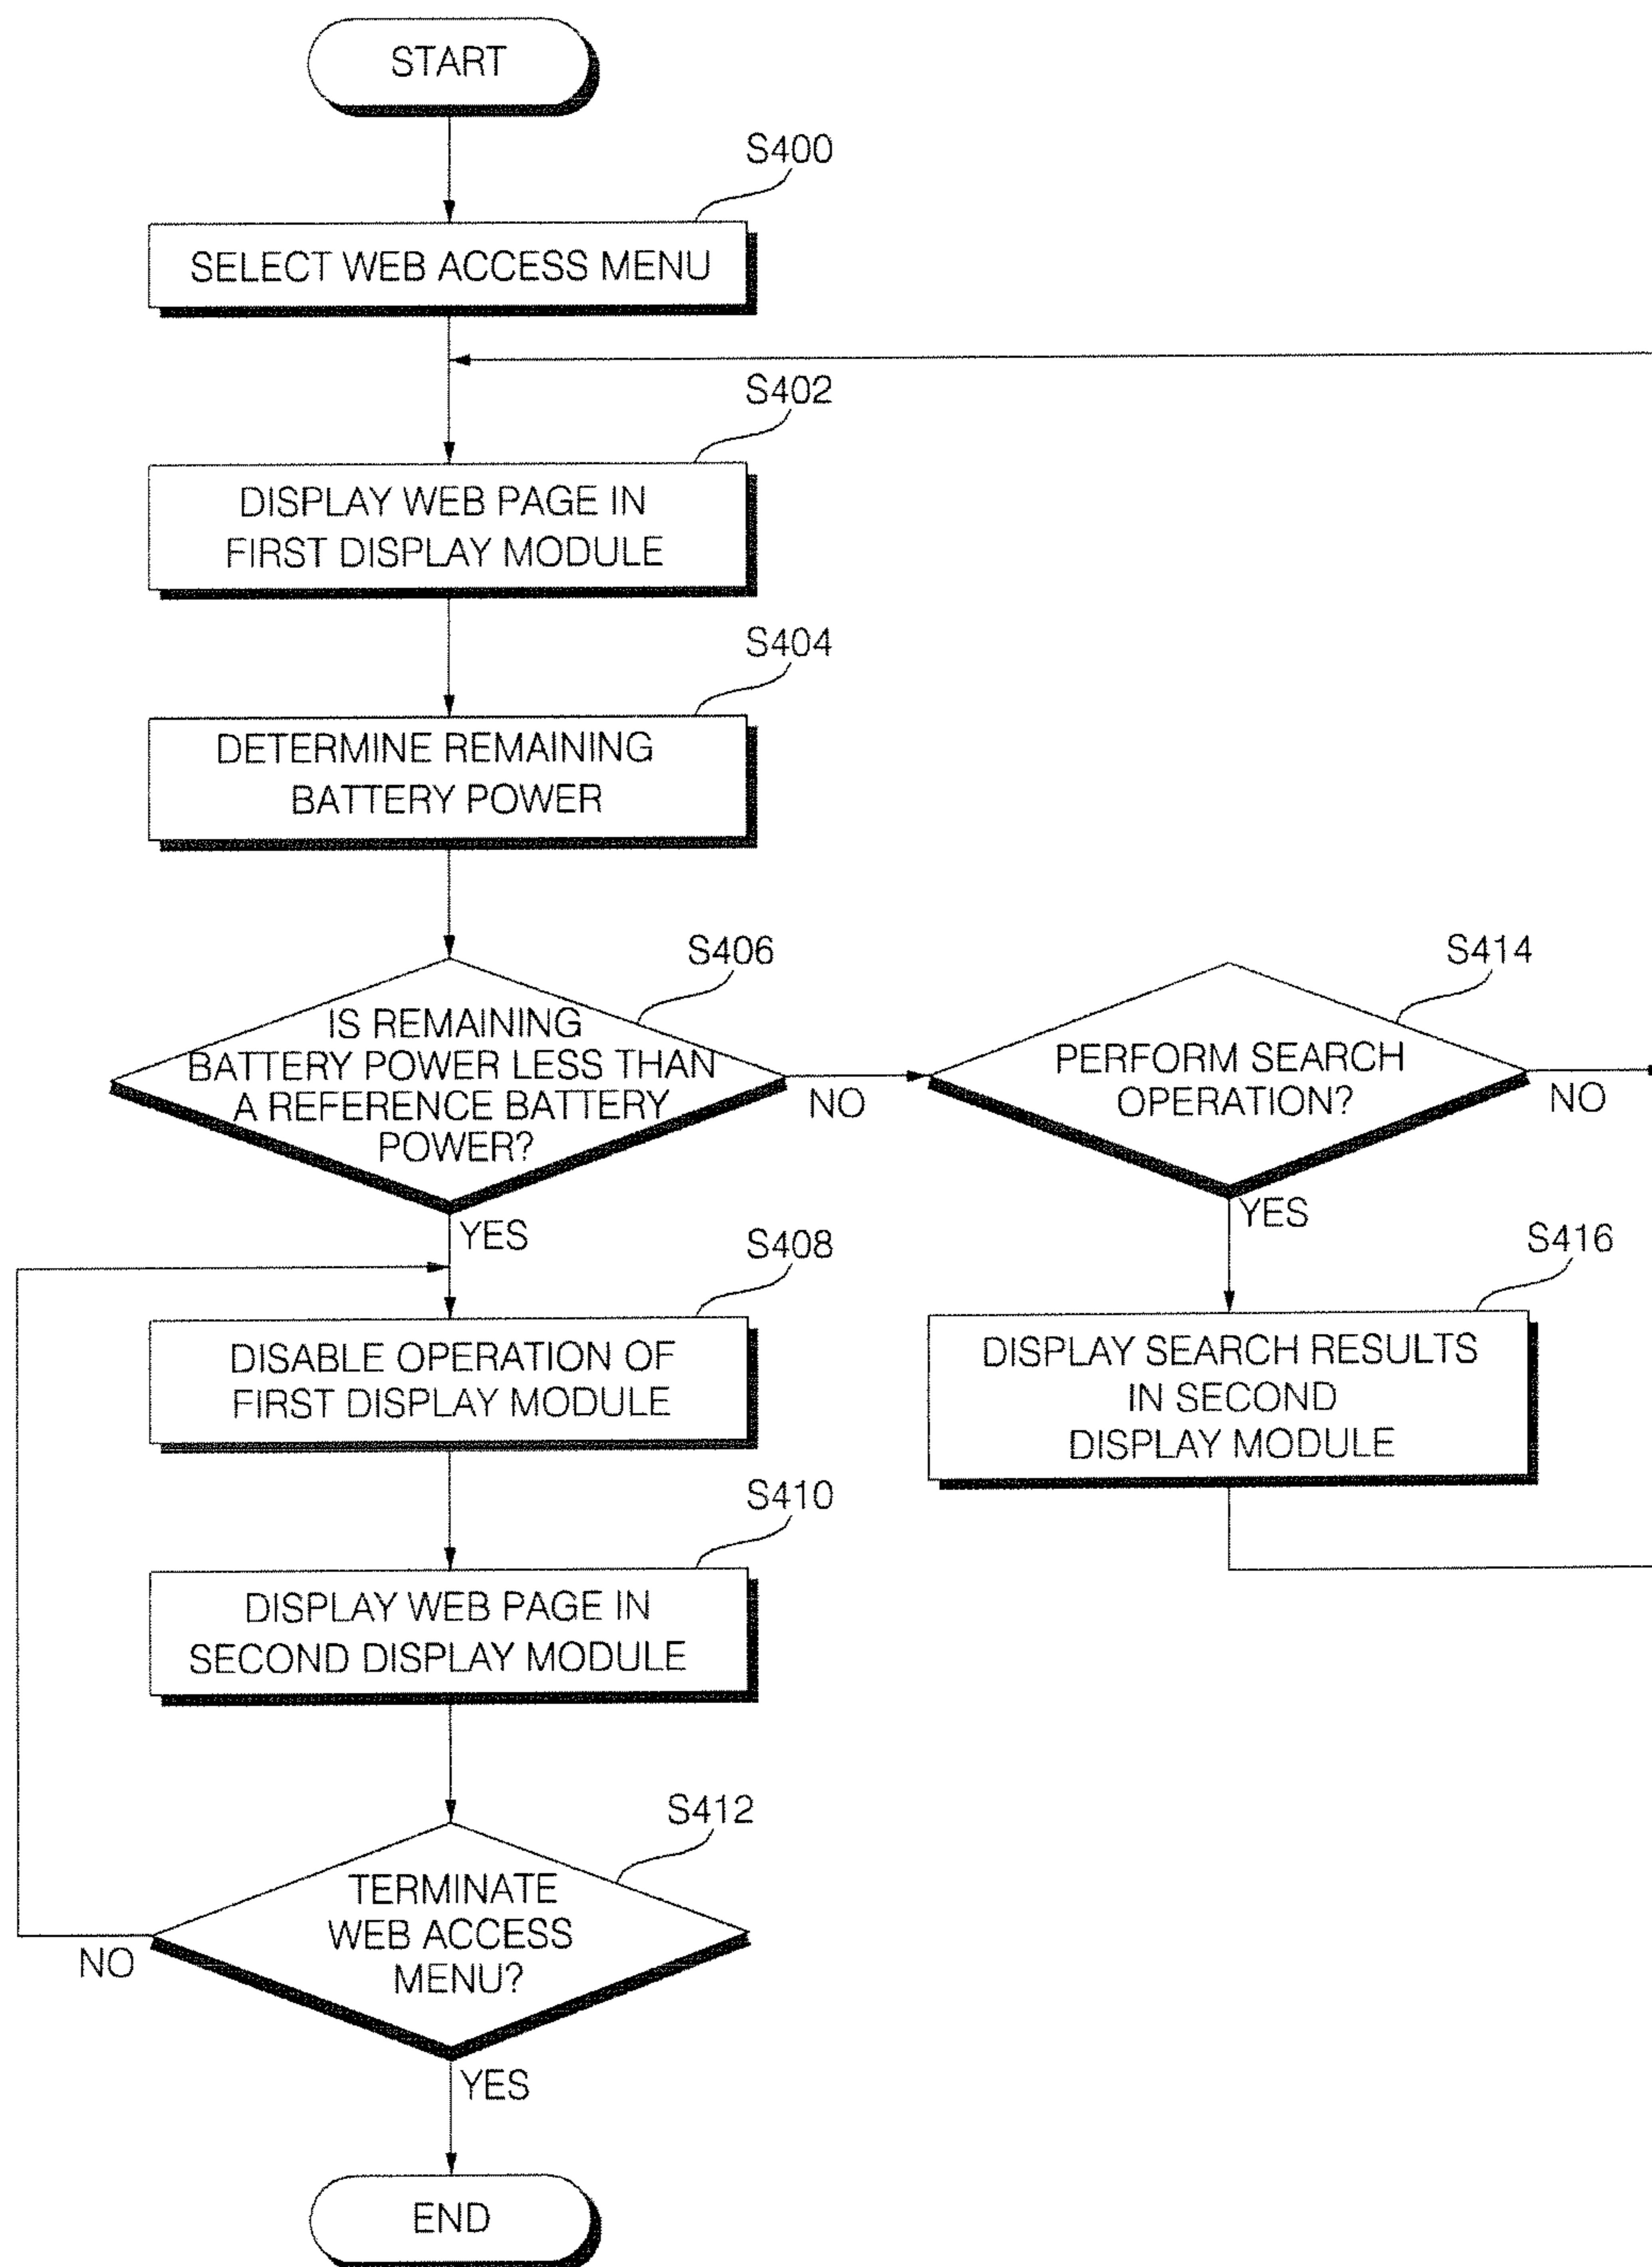 START
S400
SELECT WEB ACCESS MENU
S402
DISPLAY WEB PAGE IN
FIRST DISPLAY MODULE
S404
DETERMINE REMAINING
BATTERY POWER
S406
IS REMAINING
BATTERY POWER LESS THAN
A REFERENCE BATTERY
POWER?
NO
YES
S414
PERFORM SEARCH
OPERATION?
NO
YES
S408
DISABLE OPERATION OF
FIRST DISPLAY MODULE
S416
DISPLAY SEARCH RESULTS
IN SECOND
DISPLAY MODULE
S410
DISPLAY WEB PAGE IN
SECOND DISPLAY MODULE
S412
TERMINATE
WEB ACCESS
MENU?
NO
YES
END